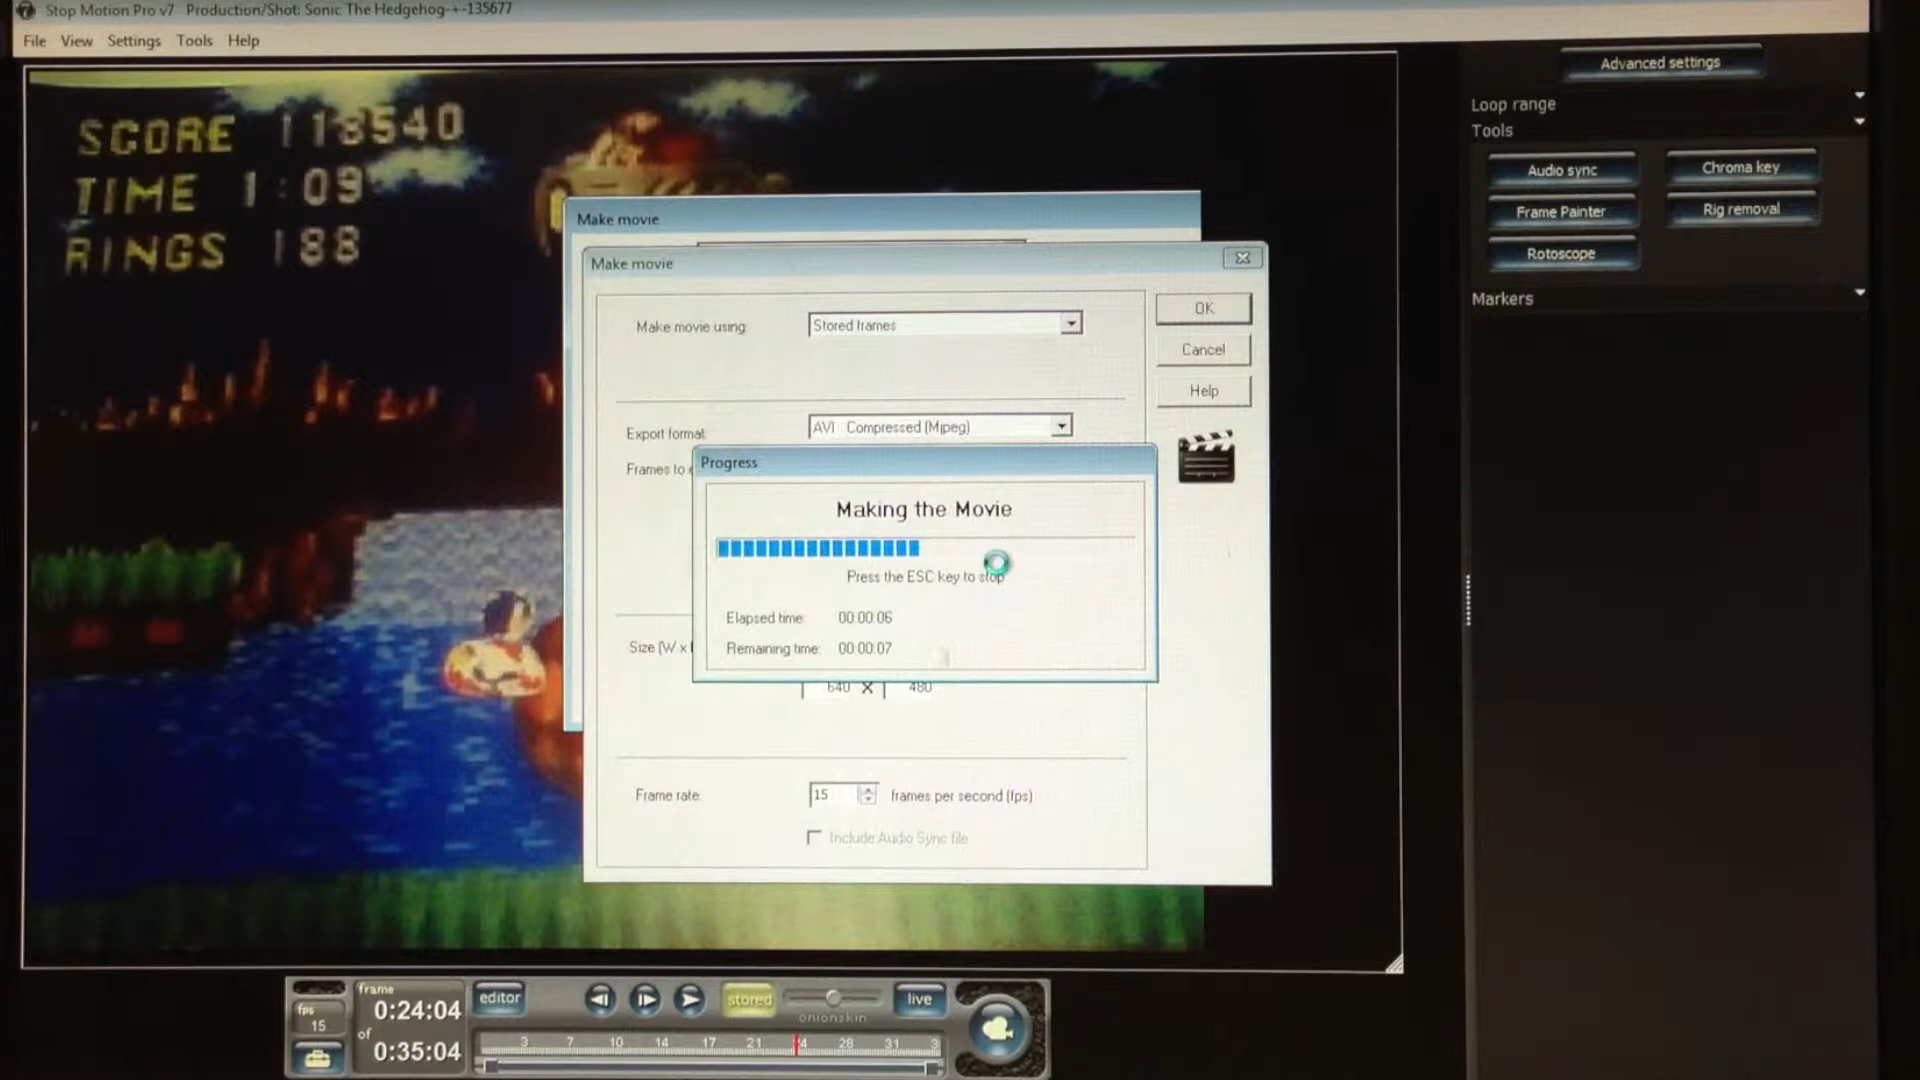 Stop Motion Pro v7 Production/Shot: Sonic The Hedgehog-+-135677
File View Settings Tools Help
SCORE 118540
TIME 1:09
RINGS 188
Make movie
Make movie
Make movie using:
Stored frames
OK
Cancel
Help
Export format:
AVI Compressed (Mjpeg)
Frames to
Progress
Making the Movie
Press the ESC key to stop
Elapsed time: 00:00:06
Remaining time: 00:00:07
Size (W x
640 X 480
Frame rate: 15 frames per second (fps)
Include Audio Sync file
Advanced settings
Loop range
Tools
Audio sync
Chroma key
Frame Painter
Rig removal
Rotoscope
Markers
fps
15
frame
0:24:04
of
0:35:04
editor
stored
onionskin
live
3 7 10 14 17 21 24 28 31 3